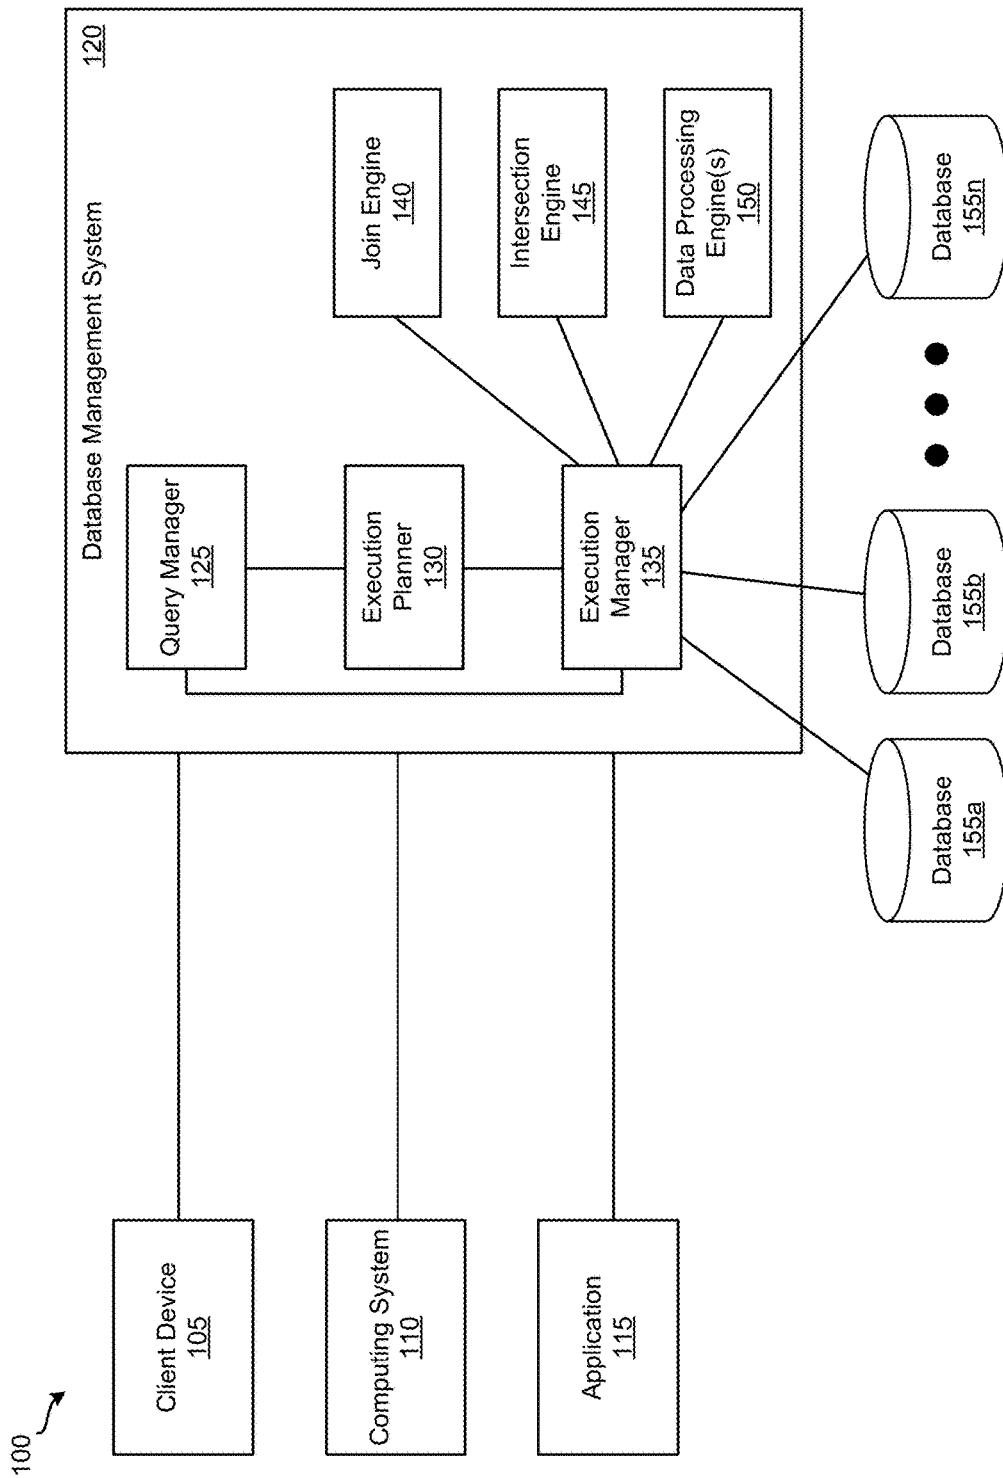 100
Client Device
105
Computing System
110
Application
115
Database Management System
120
Query Manager
125
Execution
Planner
130
Execution
Manager
135
Join Engine
140
Intersection
Engine
145
Data Processing
Engine(s)
150
Database
155a
Database
155b
Database
155n